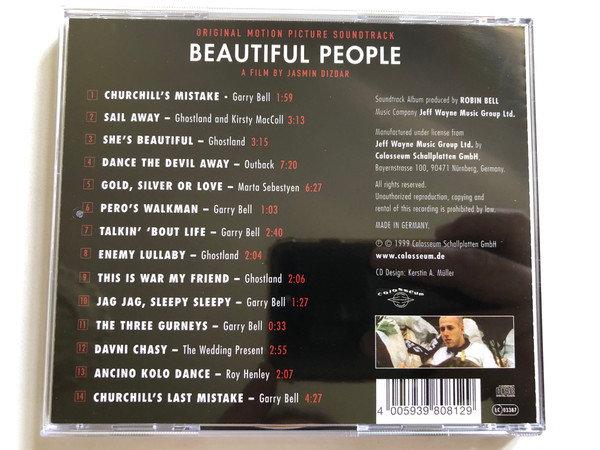 ORIGINAL MOTION PICTURE SOUNDTRACK
BEAUTIFUL PEOPLE
A FILM BY JASMIN DIZDAR
1 CHURCHILL'S MISTAKE - Garry Bell 1:59
2 SAIL AWAY – Ghostland and Kirsty MacColl 3:13
3 SHE'S BEAUTIFUL – Ghostland 3:15
4 DANCE THE DEVIL AWAY – Outback 7:20
5 GOLD, SILVER OR LOVE – Marta Sebestyen 6:27
6 PERO'S WALKMAN – Garry Bell 1:03
7 TALKIN' 'BOUT LIFE – Garry Bell 2:40
8 ENEMY LULLABY – Ghostland 2:04
9 THIS IS WAR MY FRIEND – Ghostland 2:06
10 JAG JAG, SLEEPY SLEEPY – Garry Bell 1:27
11 THE THREE GURNEYS – Garry Bell 0:33
12 DAVNI CHASY – The Wedding Present 2:55
13 ANCINO KOLO DANCE – Roy Henley 2:07
14 CHURCHILL'S LAST MISTAKE – Garry Bell 4:27
Soundtrack Album produced by ROBIN BELL
Music Company Jeff Wayne Music Group Ltd.
Manufactured under license from
Jeff Wayne Music Group Ltd. by
Colosseum Schallplatten GmbH,
Bayernstrasse 100, 90471 Nürnberg, Germany.
All rights reserved.
Unauthorized reproduction, copying and
rental of this recording is prohibited by law.
MADE IN GERMANY.
℗ © 1999 Colosseum Schallplatten GmbH
www.colosseum.de
CD Design: Kerstin A. Müller
colosseum
4 005939 808129
COMPACT
disc
DIGITAL AUDIO
LC 03387